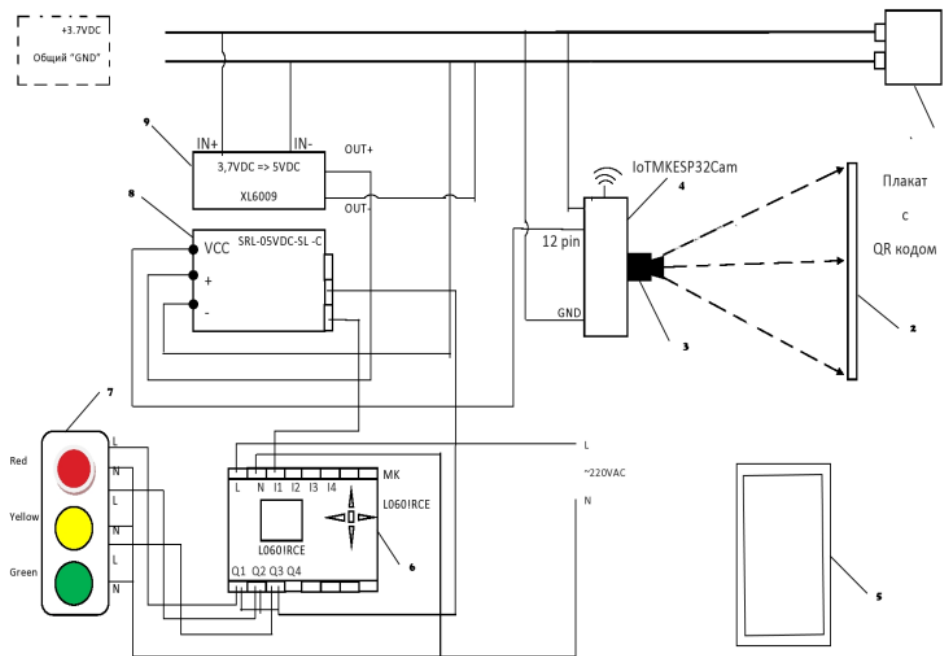 +3.7VDC
Общий "GND"
9
IN+
IN-
OUT+
3,7VDC => 5VDC
XL6009
OUT-
8
VCC
SRL-05VDC-SL -C
+
-
IoTMKESP32Cam
4
12 pin
GND
3
Плакат
с
QR кодом
2
7
L
Red
N
L
Yellow
N
L
Green
N
L
~220VAC
N
L N I1 I2 I3 I4
МК
L060IRCE
L060IRCE
6
Q1 Q2 Q3 Q4
5